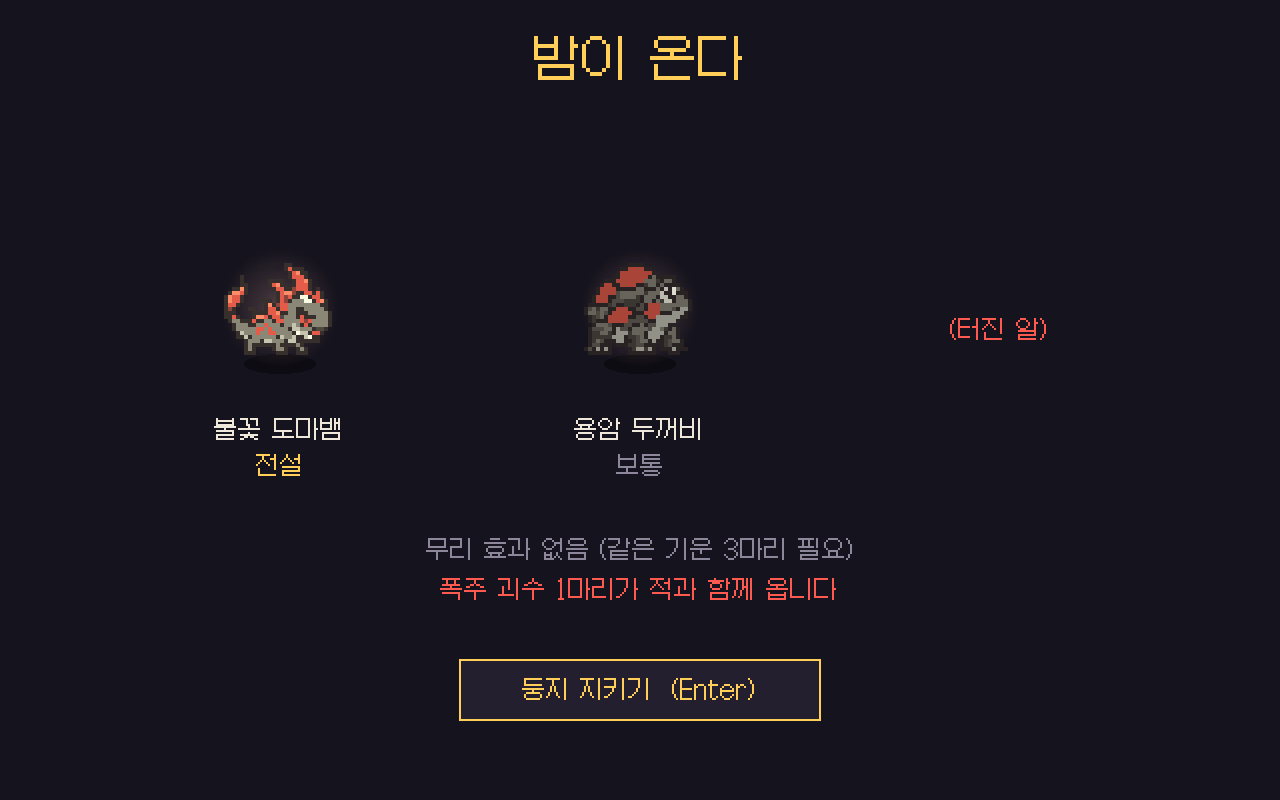 밤이 온다
(터진 알)
불꽃 도마뱀
용암 두꺼비
전설
보통
무리 효과 없음 (같은 기운 3마리 필요)
폭주 괴수 1마리가 적과 함께 옵니다
둥지 지키기 (Enter)